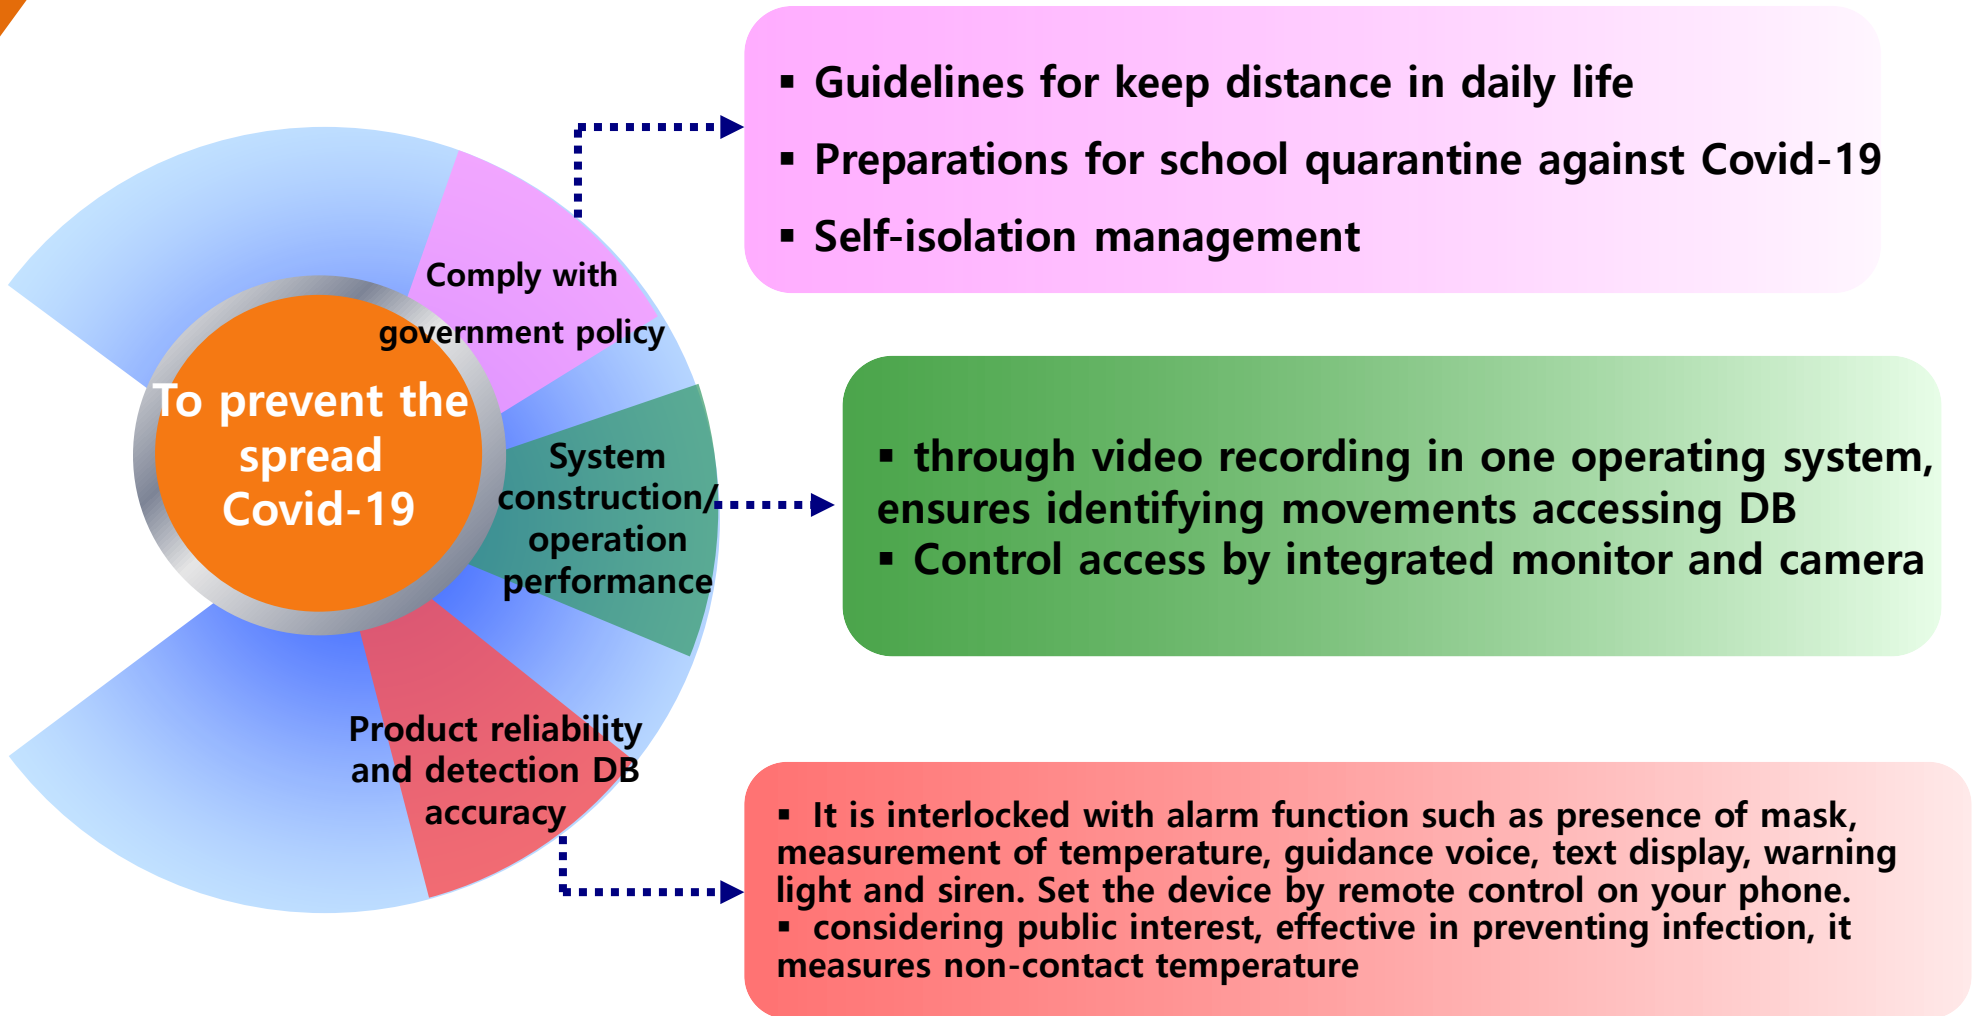 To prevent the
spread
Covid-19
Comply with
government policy
▪ Guidelines for keep distance in daily life
▪ Preparations for school quarantine against Covid-19
▪ Self-isolation management
System
construction/
operation
performance
▪ through video recording in one operating system,
ensures identifying movements accessing DB
▪ Control access by integrated monitor and camera
Product reliability
and detection DB
accuracy
▪ It is interlocked with alarm function such as presence of mask,
measurement of temperature, guidance voice, text display, warning
light and siren. Set the device by remote control on your phone.
▪ considering public interest, effective in preventing infection, it
measures non-contact temperature